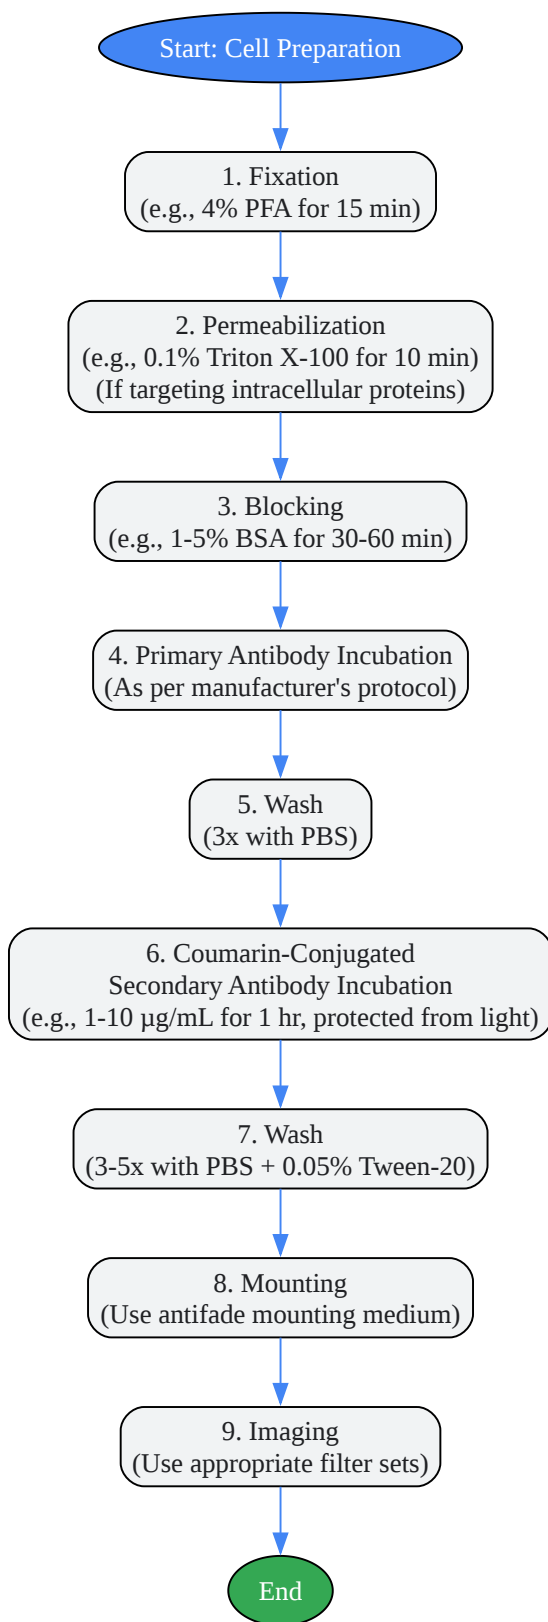 Start: Cell Preparation
1. Fixation
(e.g., 4% PFA for 15 min)
2. Permeabilization
(e.g., 0.1% Triton X-100 for 10 min)
(If targeting intracellular proteins)
3. Blocking
(e.g., 1-5% BSA for 30-60 min)
4. Primary Antibody Incubation
(As per manufacturer's protocol)
5. Wash
(3x with PBS)
6. Coumarin-Conjugated
Secondary Antibody Incubation
(e.g., 1-10 µg/mL for 1 hr, protected from light)
7. Wash
(3-5x with PBS + 0.05% Tween-20)
8. Mounting
(Use antifade mounting medium)
9. Imaging
(Use appropriate filter sets)
End